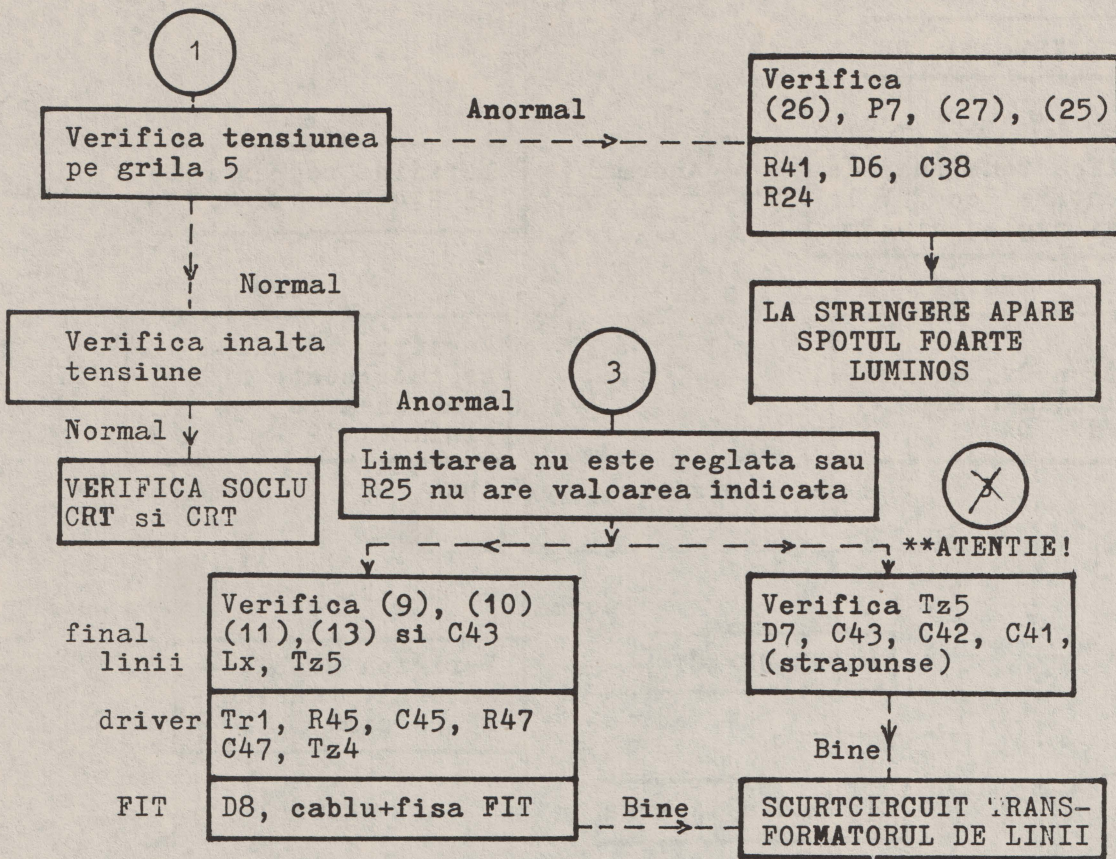 1
Verifica tensiunea
pe grila 5
Anormal
Verifica
(26), P7, (27), (25)
R41, D6, C38
R24
Normal
LA STRINGERE APARE
SPOTUL FOARTE
LUMINOS
Verifica inalta
tensiune
Normal
VERIFICA SOCLU
CRT si CRT
3
Anormal
Limitarea nu este reglata sau
R25 nu are valoarea indicata
**ATENTIE!
final
linii
Verifica (9), (10)
(11),(13) si C43
Lx, Tz5
driver
Tr1, R45, C45, R47
C47, Tz4
FIT
D8, cablu+fisa FIT
Bine
Verifica Tz5
D7, C43, C42, C41,
(strapunse)
Bine
SCURTCIRCUIT TRANS-
FORMATORUL DE LINII